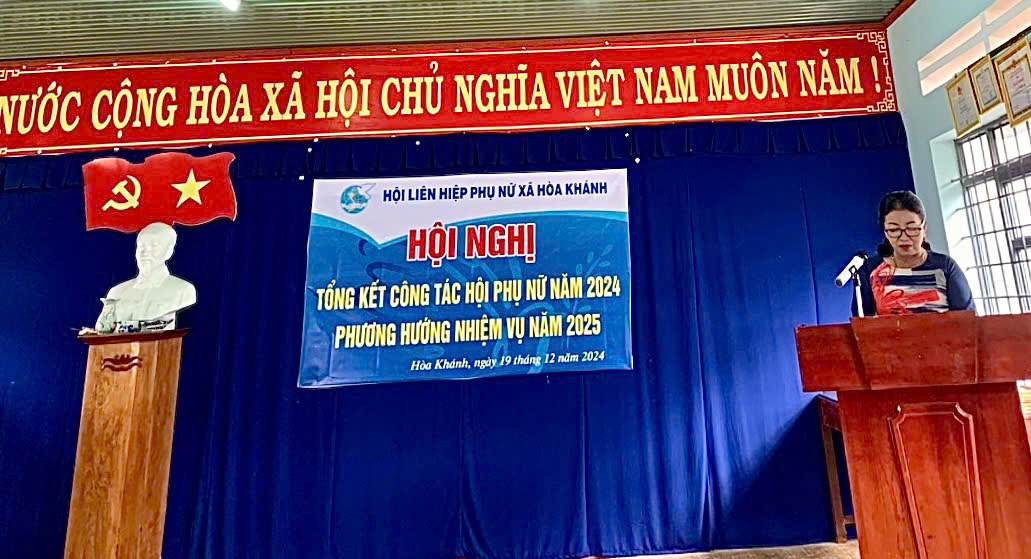 NƯỚC CỘNG HÒA XÃ HỘI CHỦ NGHĨA VIỆT NAM MUÔN NĂM !
HỘI LIÊN HIỆP PHỤ NỮ XÃ HÒA KHÁNH
HỘI NGHỊ
TỔNG KẾT CÔNG TÁC HỘI PHỤ NỮ NĂM 2024
PHƯƠNG HƯỚNG NHIỆM VỤ NĂM 2025
Hòa Khánh, ngày 19 tháng 12 năm 2024